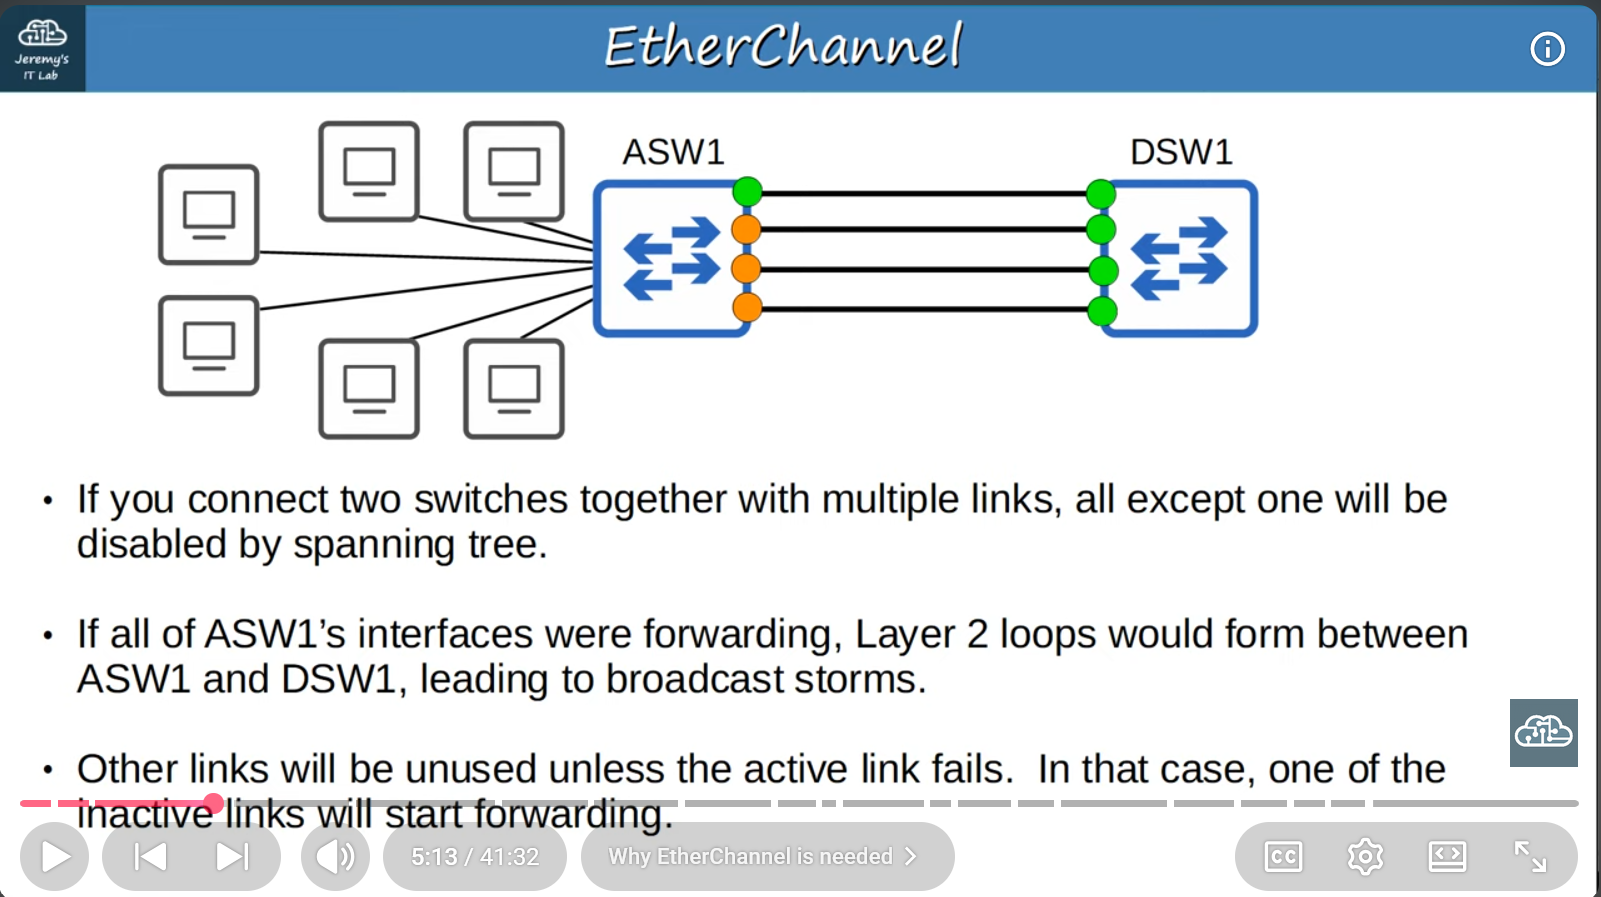 Jeremy's
IT Lab
EtherChannel
ASW1
DSW1
• If you connect two switches together with multiple links, all except one will be
disabled by spanning tree.
• If all of ASW1’s interfaces were forwarding, Layer 2 loops would form between
ASW1 and DSW1, leading to broadcast storms.
• Other links will be unused unless the active link fails.  In that case, one of the
inactive links will start forwarding.
5:13 / 41:32
Why EtherChannel is needed
CC